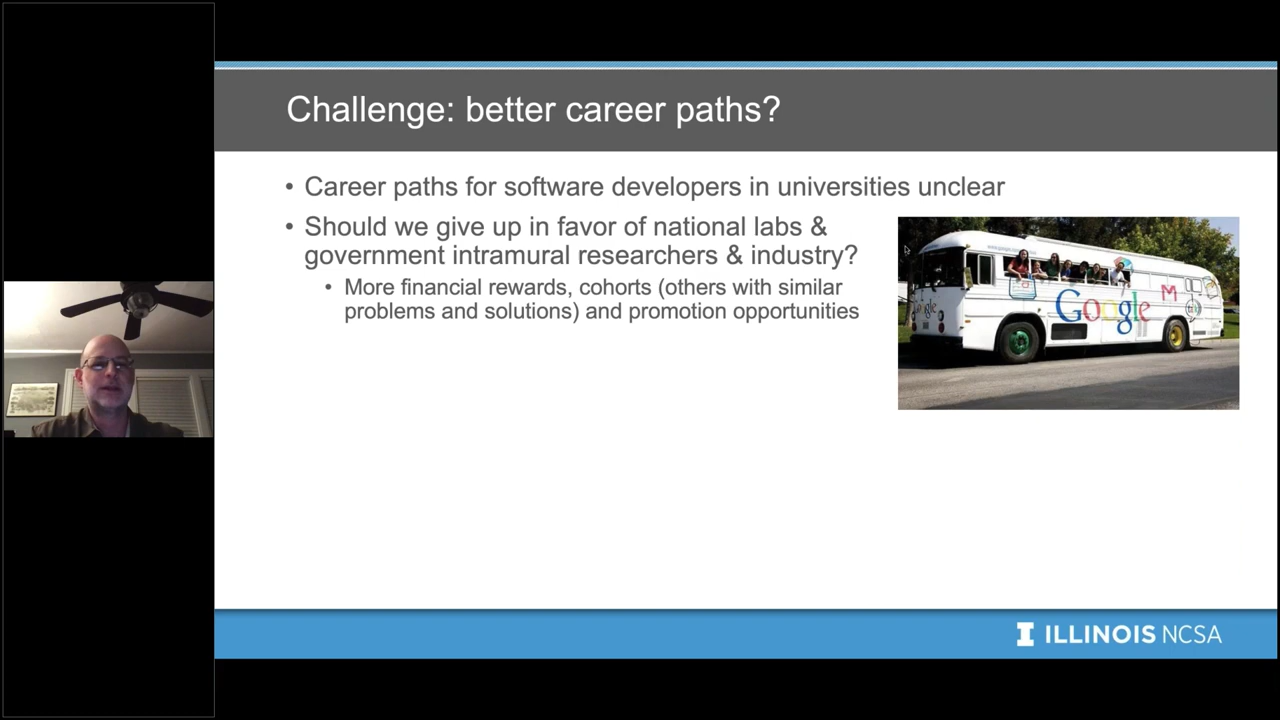 Challenge: better career paths?
• Career paths for software developers in universities unclear
• Should we give up in favor of national labs &
government intramural researchers & industry?
• More financial rewards, cohorts (others with similar
problems and solutions) and promotion opportunities
Google
M
I ILLINOIS NCSA